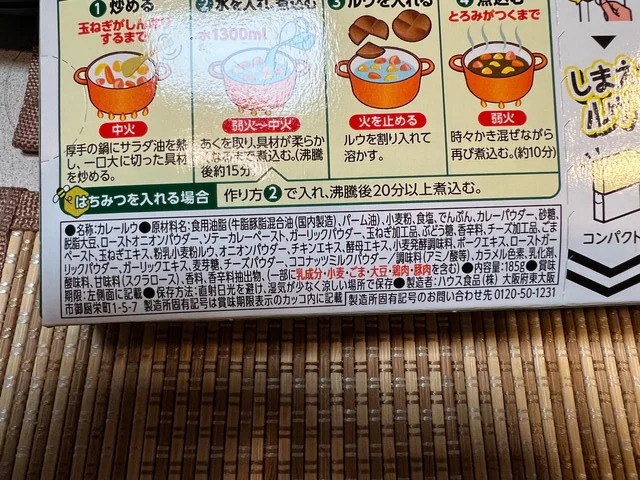 1 炒める
玉ねぎがしんなり
するまで
中火
厚手の鍋にサラダ油を熱
し、一口大に切った具材
を炒める。
2 水を入れ、煮込む
水1300ml
弱火〜中火
あくを取り、具材が柔らか
くなるまで煮込む。(沸騰
後約15分)
3 ルウを入れる
火を止める
ルウを割り入れて
溶かす。
4 煮込む
とろみがつくまで
弱火
時々かき混ぜながら
再び煮込む。(約10分)
はちみつを入れる場合 作り方2で入れ、沸騰後20分以上煮込む。
●名称:カレールウ●原材料名:食用油脂(牛脂豚脂混合油(国内製造)、パーム油)、小麦粉、食塩、でんぷん、カレーパウダー、砂糖、
脱脂大豆、ローストオニオンパウダー、ソテーカレーペースト、ガーリックパウダー、玉ねぎ加工品、ぶどう糖、香辛料、チーズ加工品、ごま
ペースト、玉ねぎエキス、粉乳小麦粉ルウ、オニオンパウダー、チキンエキス、酵母エキス、小麦発酵調味料、ポークエキス、ローストガー
リックパウダー、ガーリックエキス、麦芽糖、チーズパウダー、ココナッツミルクパウダー/調味料(アミノ酸等)、カラメル色素、乳化剤、
酸味料、甘味料(スクラロース)、香料、香辛料抽出物、(一部に乳成分・小麦・ごま・大豆・鶏肉・豚肉を含む)●内容量:185g●賞味
期限:左側面に記載●保存方法:直射日光を避け、湿気が少なく涼しい場所で保存●製造者:ハウス食品(株) 大阪府東大阪
市御厨栄町1-5-7 製造所固有記号は賞味期限表示のカッコ内に記載 製造所固有記号のお問い合わせ先 0120-50-1231
コンパクト